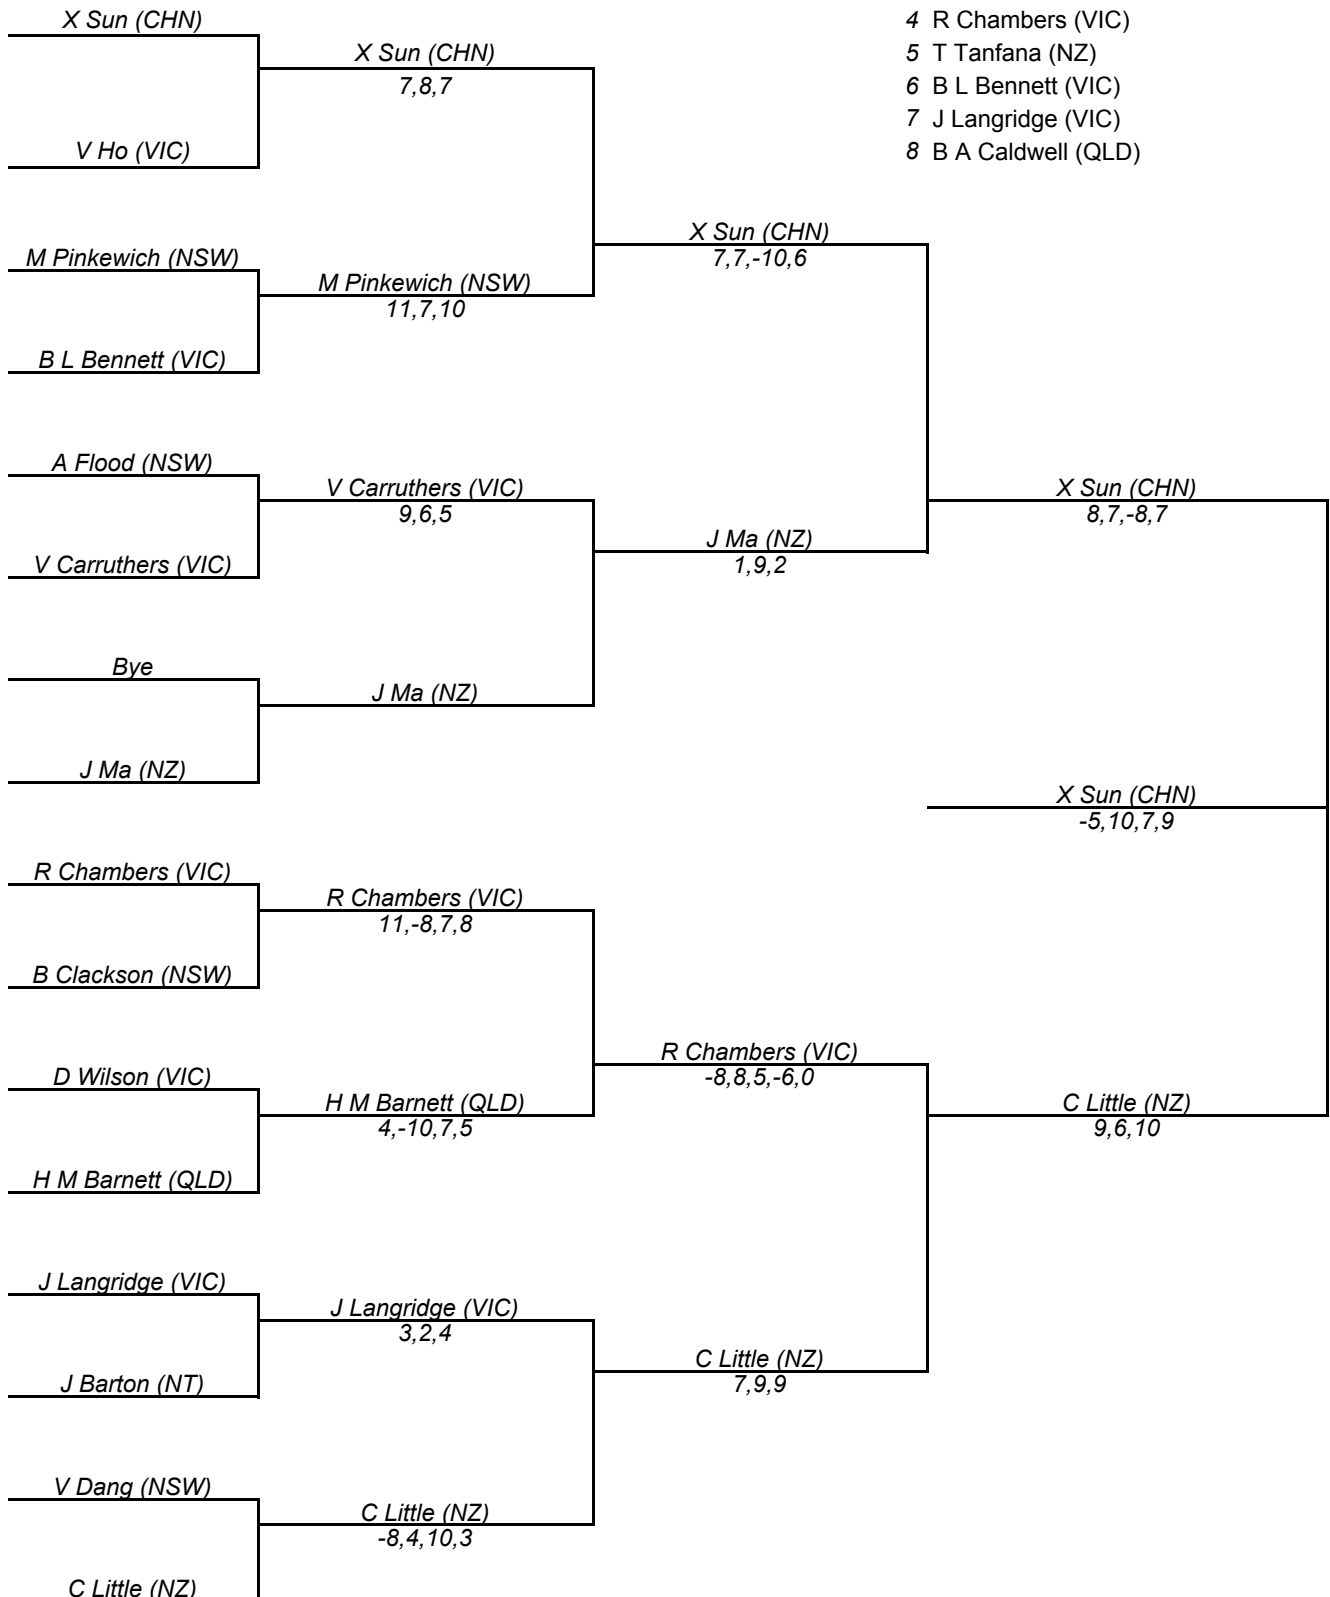 X Sun (CHN)
V Ho (VIC)
M Pinkewich (NSW)
B L Bennett (VIC)
A Flood (NSW)
V Carruthers (VIC)
Bye
J Ma (NZ)
R Chambers (VIC)
B Clackson (NSW)
D Wilson (VIC)
H M Barnett (QLD)
J Langridge (VIC)
J Barton (NT)
V Dang (NSW)
C Little (NZ)
X Sun (CHN)
7,8,7
M Pinkewich (NSW)
11,7,10
V Carruthers (VIC)
9,6,5
J Ma (NZ)
R Chambers (VIC)
11,-8,7,8
H M Barnett (QLD)
4,-10,7,5
J Langridge (VIC)
3,2,4
C Little (NZ)
-8,4,10,3
X Sun (CHN)
7,7,-10,6
J Ma (NZ)
1,9,2
R Chambers (VIC)
-8,8,5,-6,0
C Little (NZ)
7,9,9
4 R Chambers (VIC)
5 T Tanfana (NZ)
6 B L Bennett (VIC)
7 J Langridge (VIC)
8 B A Caldwell (QLD)
X Sun (CHN)
8,7,-8,7
X Sun (CHN)
-5,10,7,9
C Little (NZ)
9,6,10